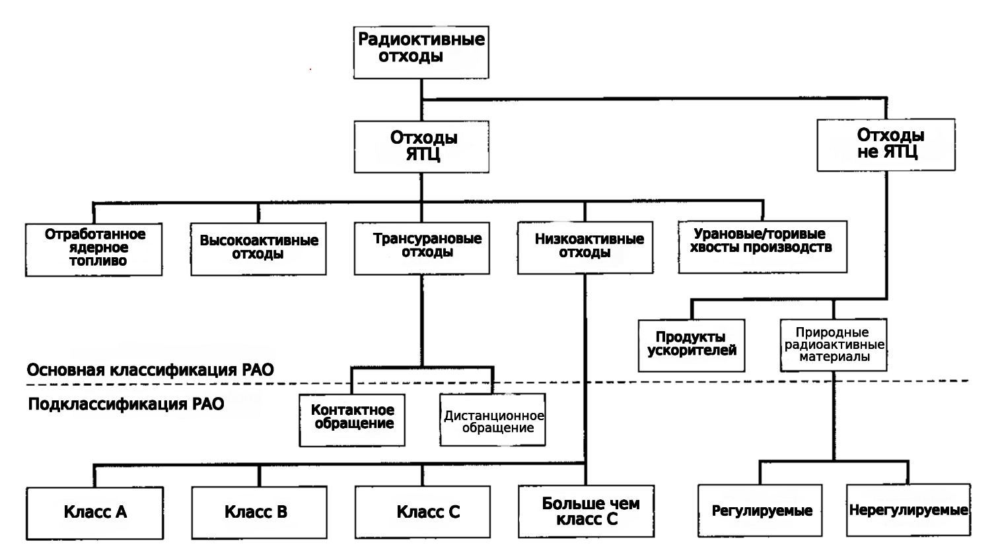 Радиоктивные
отходы
Отходы
ЯТЦ
Отходы
не ЯТЦ
Отработанное
ядерное
топливо
Высокоактивные
отходы
Трансурановые
отходы
Низкоактивные
отходы
Урановые/торивые
хвосты производств
Продукты
ускорителей
Природные
радиоактивные
материалы
Основная классификация РАО
Подклассификация РАО
Контактное
обращение
Дистанционное
обращение
Класс А
Класс В
Класс С
Больше чем
класс С
Регулируемые
Нерегулируемые